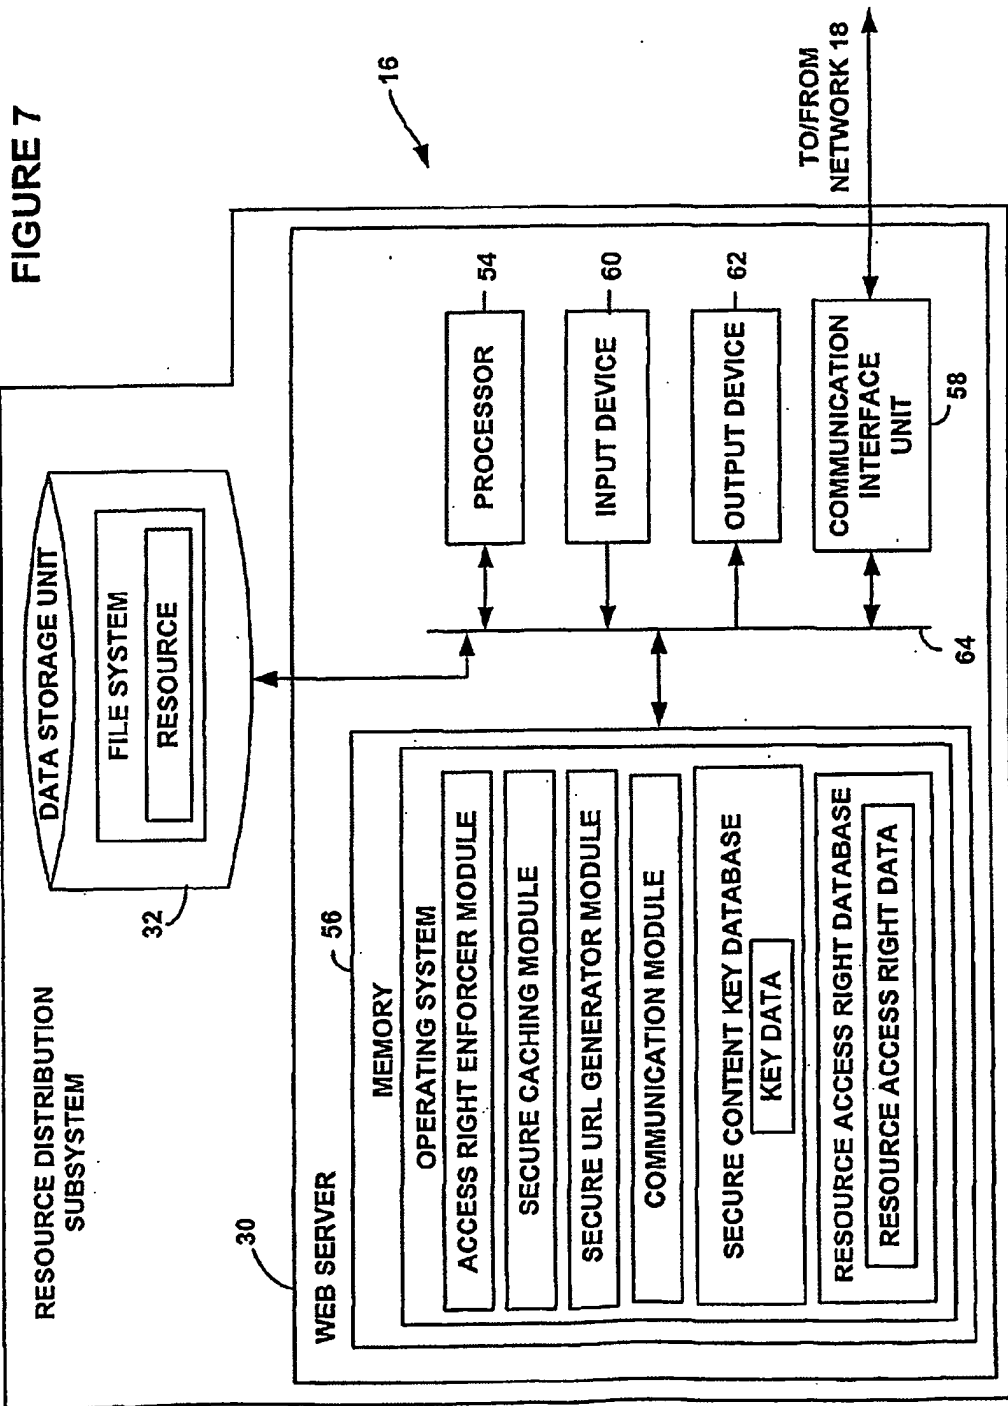 FIGURE 7
RESOURCE DISTRIBUTION
SUBSYSTEM
DATA STORAGE UNIT
FILE SYSTEM
RESOURCE
32
16
30
WEB SERVER
56
MEMORY
OPERATING SYSTEM
ACCESS RIGHT ENFORCER MODULE
SECURE CACHING MODULE
SECURE URL GENERATOR MODULE
COMMUNICATION MODULE
SECURE CONTENT KEY DATABASE
KEY DATA
RESOURCE ACCESS RIGHT DATABASE
RESOURCE ACCESS RIGHT DATA
PROCESSOR
54
INPUT DEVICE
60
OUTPUT DEVICE
62
COMMUNICATION
INTERFACE
UNIT
58
64
TO/FROM
NETWORK 18